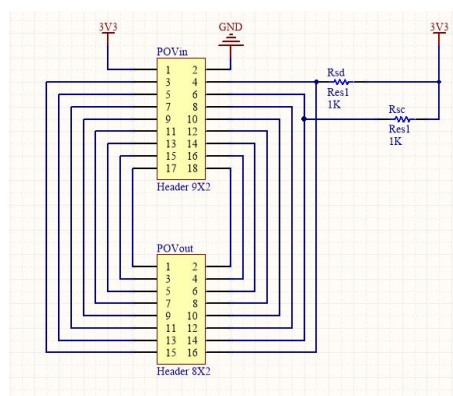 3V3
GND
3V3
POVin
1 2
3 4
5 6
7 8
9 10
11 12
13 14
15 16
17 18
Header 9X2
Rsd
Res1
1K
Rsc
Res1
1K
POVout
1 2
3 4
5 6
7 8
9 10
11 12
13 14
15 16
Header 8X2